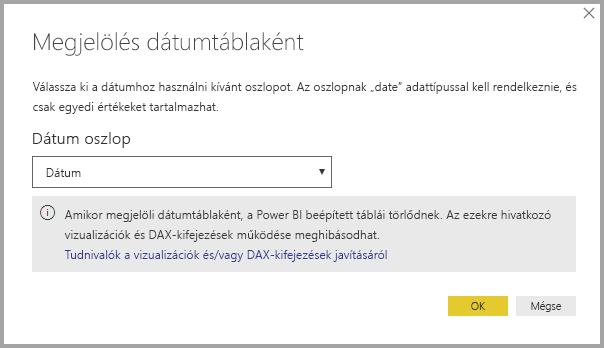 Megjelölés dátumtáblaként
Válassza ki a dátumhoz használni kívánt oszlopot. Az oszlopnak „date” adattípussal kell rendelkeznie, és
csak egyedi értékeket tartalmazhat.
Dátum oszlop
Dátum
Amikor megjelöli dátumtáblaként, a Power BI beépített táblái törlődnek. Az ezekre hivatkozó
vizualizációk és DAX-kifejezések működése meghibásodhat.
Tudnivalók a vizualizációk és/vagy DAX-kifejezések javításáról
OK
Mégse